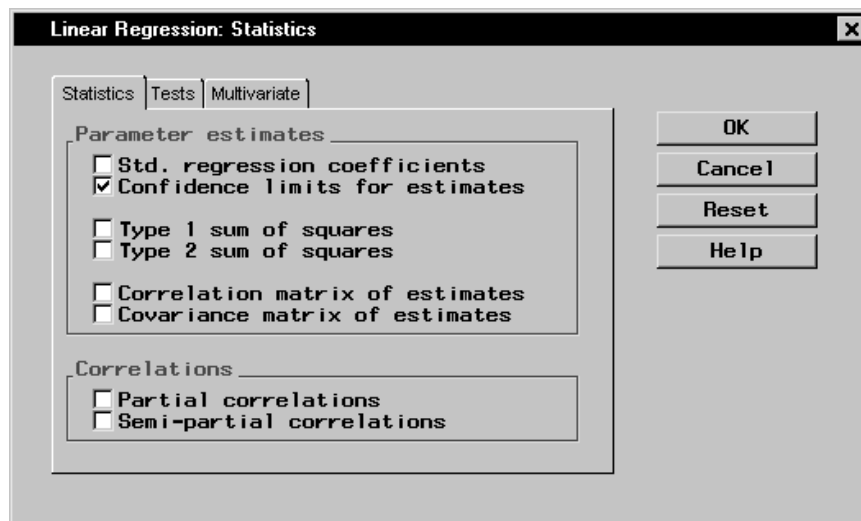 Linear Regression: Statistics
Statistics Tests Multivariate
Parameter estimates
Std. regression coefficients
Confidence limits for estimates
Type 1 sum of squares
Type 2 sum of squares
Correlation matrix of estimates
Covariance matrix of estimates
Correlations
Partial correlations
Semi-partial correlations
OK
Cancel
Reset
Help